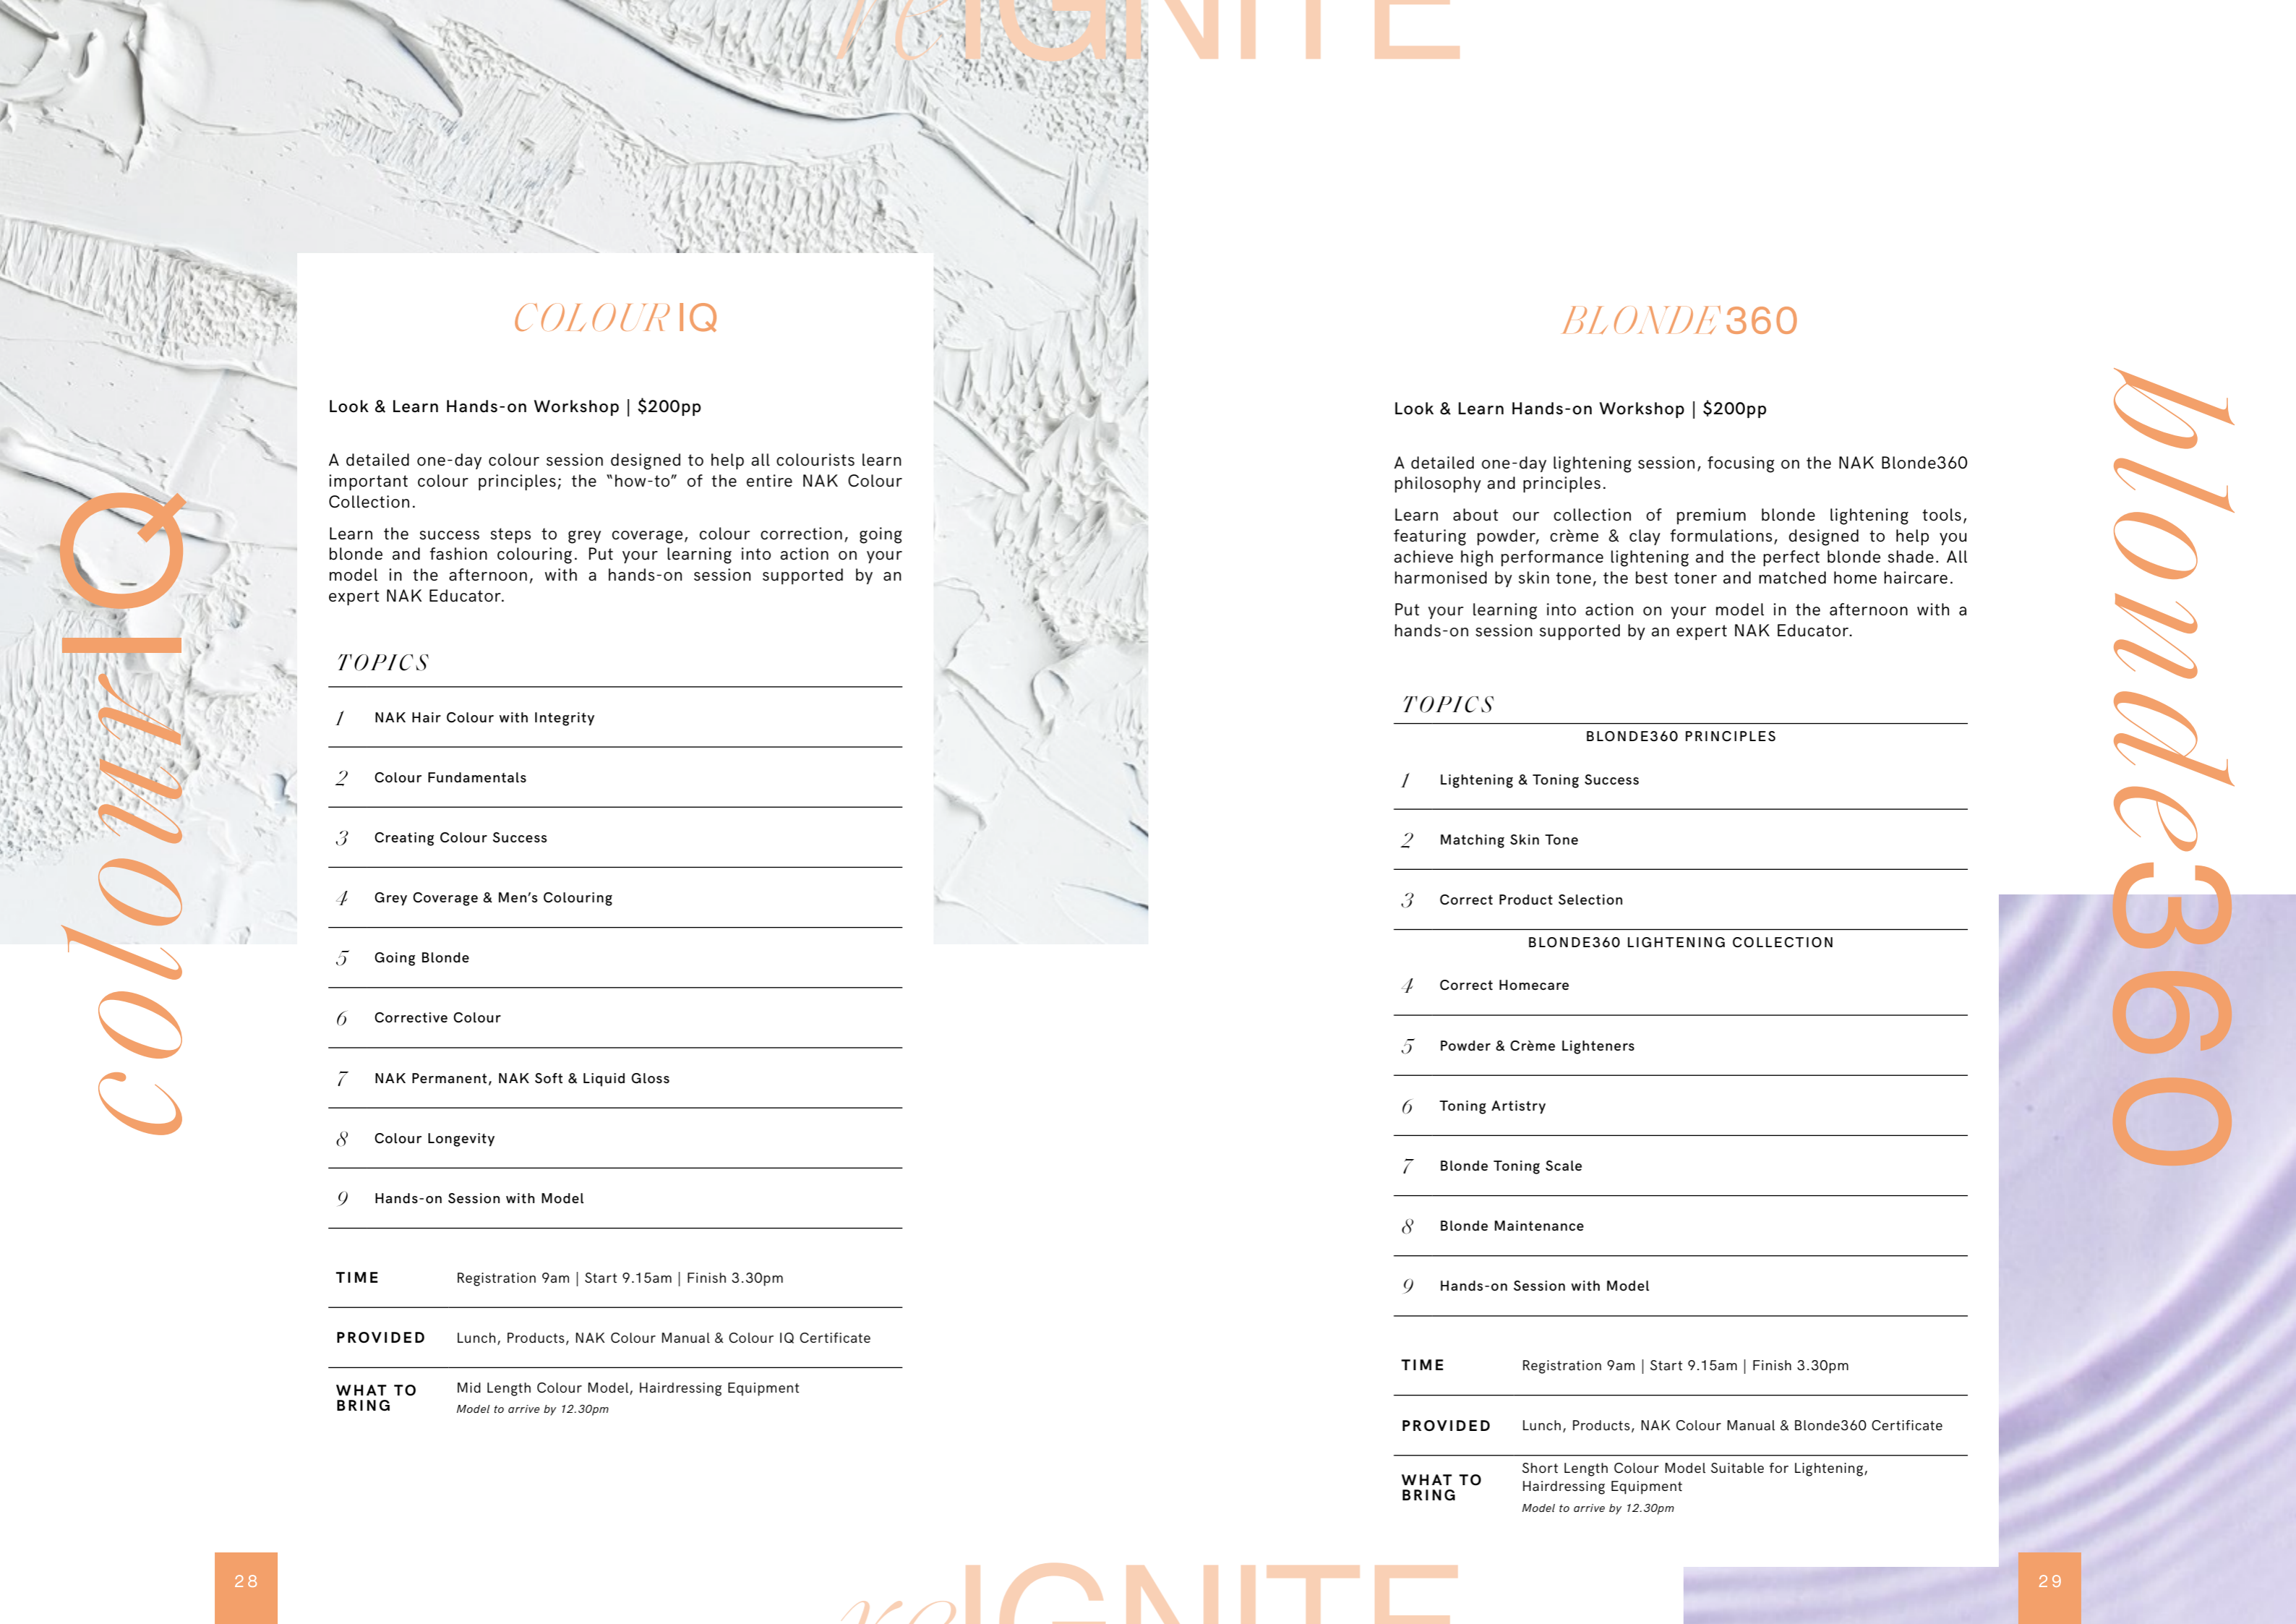 reIGNITE
colour IQ
COLOUR IQ
Look & Learn Hands-on Workshop | $200pp
A detailed one-day colour session designed to help all colourists learn
important colour principles; the “how-to” of the entire NAK Colour
Collection.
Learn the success steps to grey coverage, colour correction, going
blonde and fashion colouring. Put your learning into action on your
model in the afternoon, with a hands-on session supported by an
expert NAK Educator.
TOPICS
1 NAK Hair Colour with Integrity
2 Colour Fundamentals
3 Creating Colour Success
4 Grey Coverage & Men’s Colouring
5 Going Blonde
6 Corrective Colour
7 NAK Permanent, NAK Soft & Liquid Gloss
8 Colour Longevity
9 Hands-on Session with Model
TIME Registration 9am | Start 9.15am | Finish 3.30pm
PROVIDED Lunch, Products, NAK Colour Manual & Colour IQ Certificate
WHAT TO BRING Mid Length Colour Model, Hairdressing Equipment
Model to arrive by 12.30pm
28
BLONDE360
Look & Learn Hands-on Workshop | $200pp
A detailed one-day lightening session, focusing on the NAK Blonde360
philosophy and principles.
Learn about our collection of premium blonde lightening tools,
featuring powder, crème & clay formulations, designed to help you
achieve high performance lightening and the perfect blonde shade. All
harmonised by skin tone, the best toner and matched home haircare.
Put your learning into action on your model in the afternoon with a
hands-on session supported by an expert NAK Educator.
TOPICS
BLONDE360 PRINCIPLES
1 Lightening & Toning Success
2 Matching Skin Tone
3 Correct Product Selection
BLONDE360 LIGHTENING COLLECTION
4 Correct Homecare
5 Powder & Crème Lighteners
6 Toning Artistry
7 Blonde Toning Scale
8 Blonde Maintenance
9 Hands-on Session with Model
TIME Registration 9am | Start 9.15am | Finish 3.30pm
PROVIDED Lunch, Products, NAK Colour Manual & Blonde360 Certificate
WHAT TO BRING Short Length Colour Model Suitable for Lightening,
Hairdressing Equipment
Model to arrive by 12.30pm
blonde360
29
reIGNITE